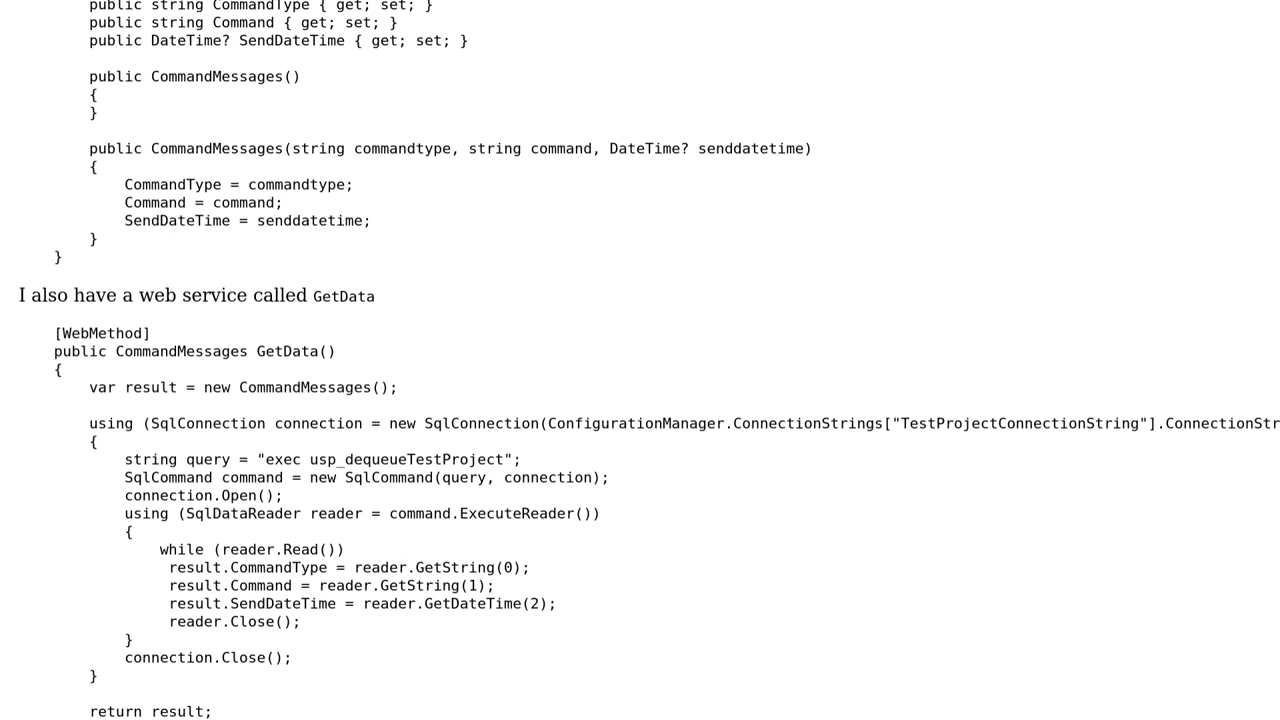 public string CommandType { get; set; }
public string Command { get; set; }
public DateTime? SendDateTime { get; set; }
public CommandMessages()
{
}
public CommandMessages(string commandtype, string command, DateTime? senddatetime)
{
CommandType = commandtype;
Command = command;
SendDateTime = senddatetime;
}
}
I also have a web service called GetData
[WebMethod]
public CommandMessages GetData()
{
var result = new CommandMessages();
using (SqlConnection connection = new SqlConnection(ConfigurationManager.ConnectionStrings["TestProjectConnectionString"].ConnectionStr
{
string query = "exec usp_dequeueTestProject";
SqlCommand command = new SqlCommand(query, connection);
connection.Open();
using (SqlDataReader reader = command.ExecuteReader())
{
while (reader.Read())
result.CommandType = reader.GetString(0);
result.Command = reader.GetString(1);
result.SendDateTime = reader.GetDateTime(2);
reader.Close();
}
connection.Close();
}
return result;